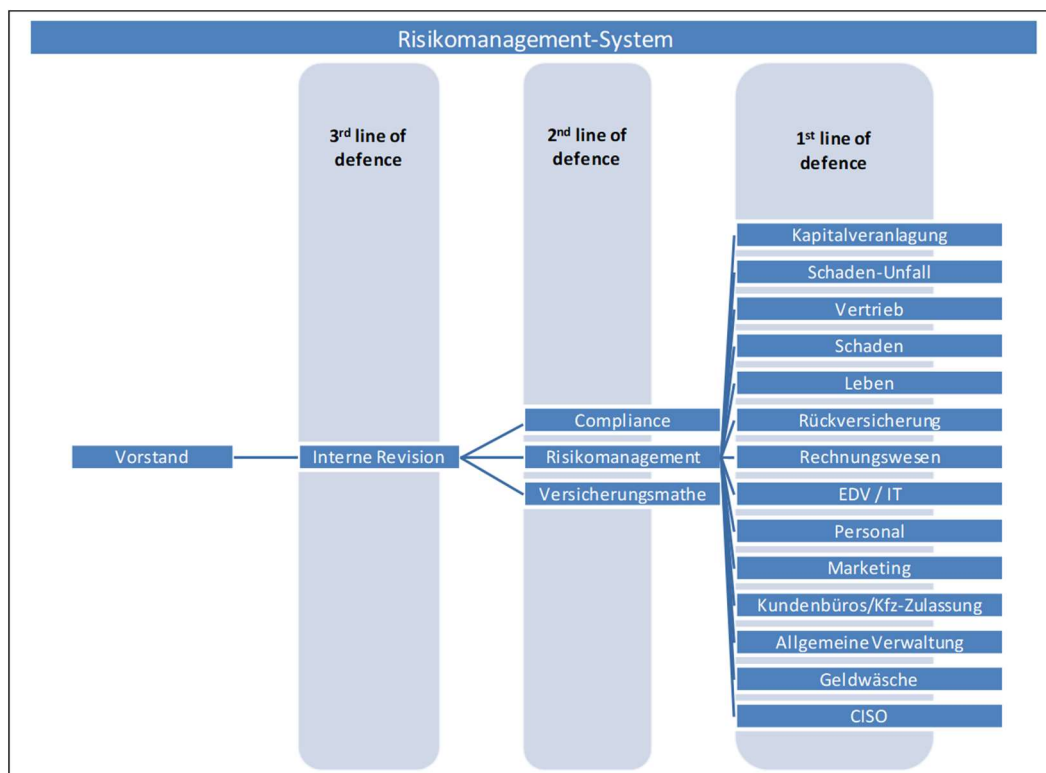 Risikomanagement-System
3rd line of
defence
2nd line of
defence
1st line of
defence
Vorstand
Interne Revision
Compliance
Risikomanagement
Versicherungsmathe
Kapitalveranlagung
Schaden-Unfall
Vertrieb
Schaden
Leben
Rückversicherung
Rechnungswesen
EDV / IT
Personal
Marketing
Kundenbüros/Kfz-Zulassung
Allgemeine Verwaltung
Geldwäsche
CISO